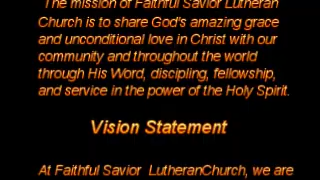 The mission of Faithful Savior Lutheran
Church is to share God's amazing grace
and unconditional love in Christ with our
community and throughout the world
through His Word, discipling, fellowship,
and service in the power of the Holy Spirit.
Vision Statement
At Faithful Savior LutheranChurch, we are